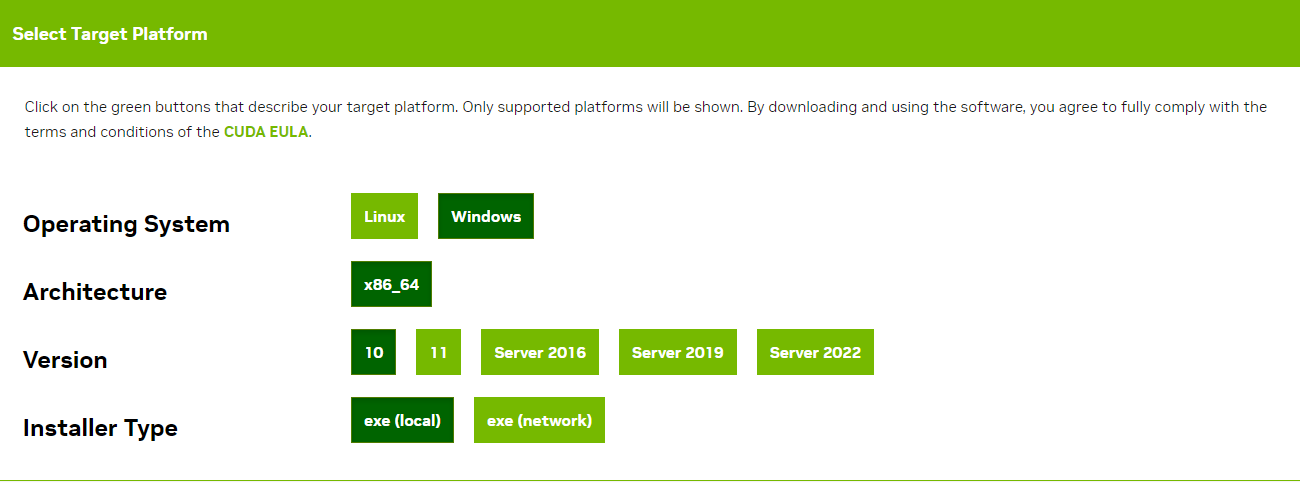 Select Target Platform
Click on the green buttons that describe your target platform. Only supported platforms will be shown. By downloading and using the software, you agree to fully comply with the
terms and conditions of the CUDA EULA.
Operating System Linux Windows
Architecture x86_64
Version 10 11 Server 2016 Server 2019 Server 2022
Installer Type exe (local) exe (network)